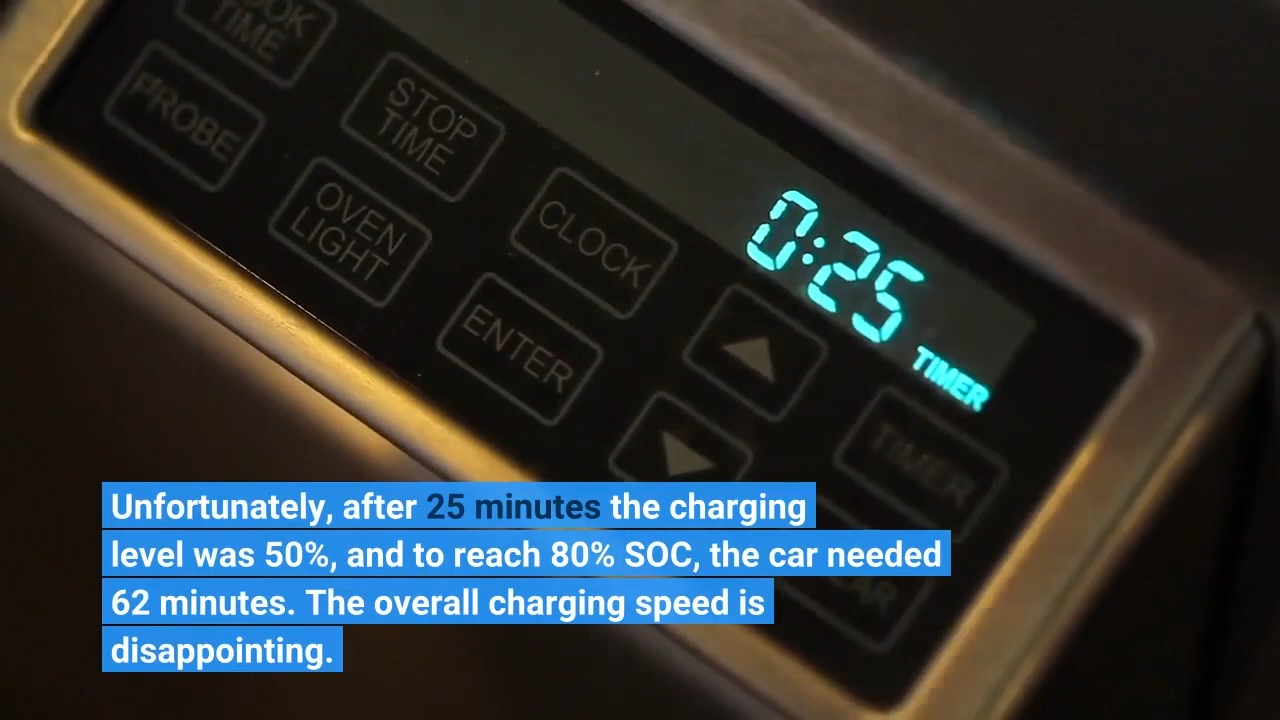 OOK
TIME
PROBE
STOP
TIME
OVEN
LIGHT
CLOCK
ENTER
0:25
TIMER
TIMER
Unfortunately, after 25 minutes the charging
level was 50%, and to reach 80% SOC, the car needed
62 minutes. The overall charging speed is
disappointing.